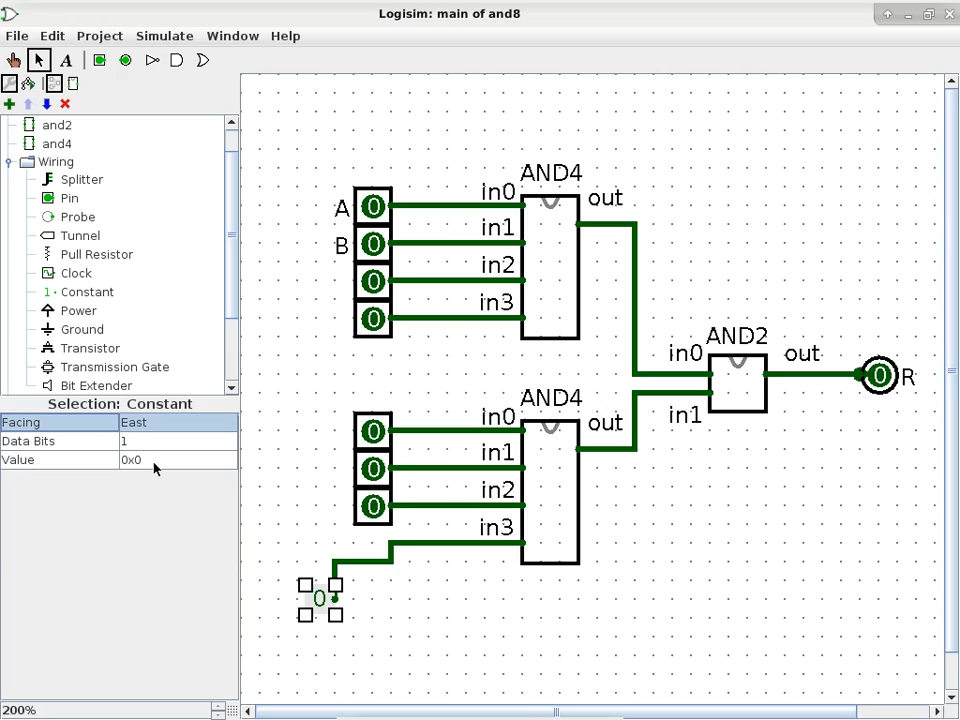 Logisim: main of and8
File Edit Project Simulate Window Help
A
and2
and4
Wiring
Splitter
Pin
Probe
Tunnel
Pull Resistor
Clock
1 Constant
Power
Ground
Transistor
Transmission Gate
Bit Extender
Selection: Constant
Facing East
Data Bits 1
Value 0x0
200%
AND4
A 0 in0 out
B 0 in1
0 in2
0 in3
AND2
in0 out
0 R
in1
AND4
0 in0 out
0 in1
0 in2
in3
0